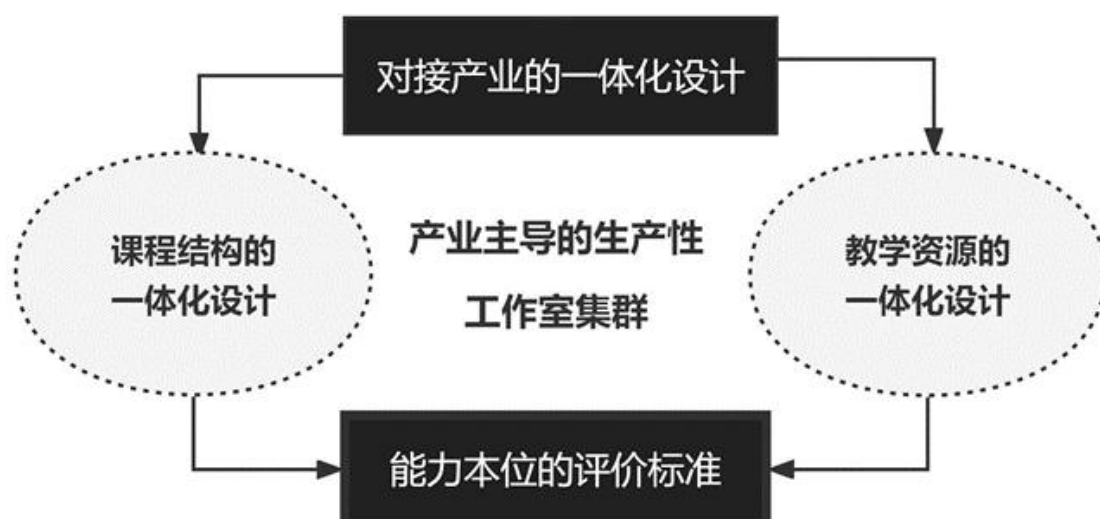 对接产业的一体化设计
课程结构的
一体化设计
产业主导的生产性
工作室集群
教学资源的
一体化设计
能力本位的评价标准